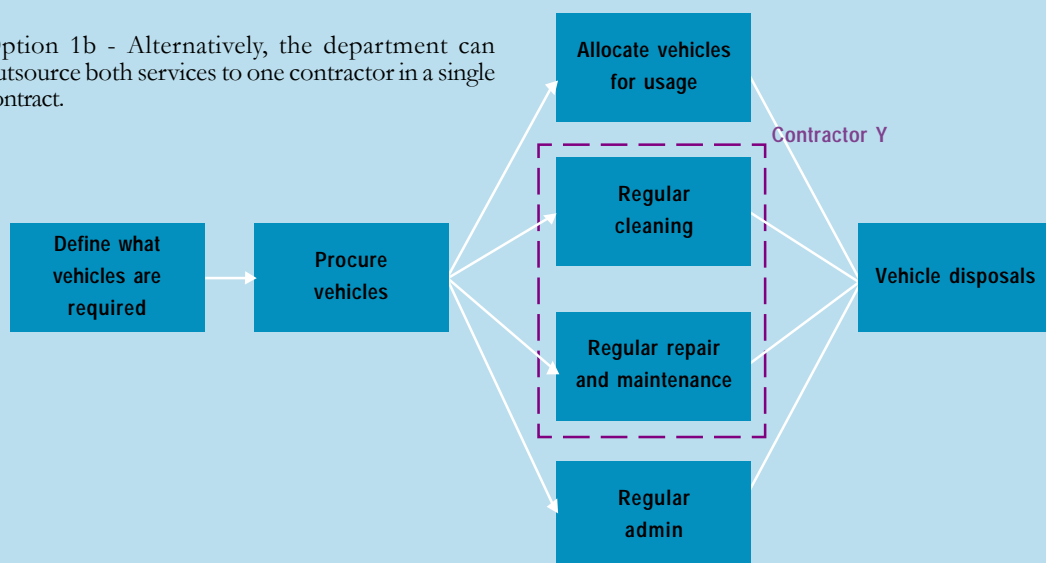 ption 1b - Alternatively, the department can
utsource both services to one contractor in a single
ontract.
Allocate vehicles
for usage
Contractor Y
Regular
cleaning
Define what
vehicles are
required
Procure
vehicles
Vehicle disposals
Regular repair
and maintenance
Regular
admin